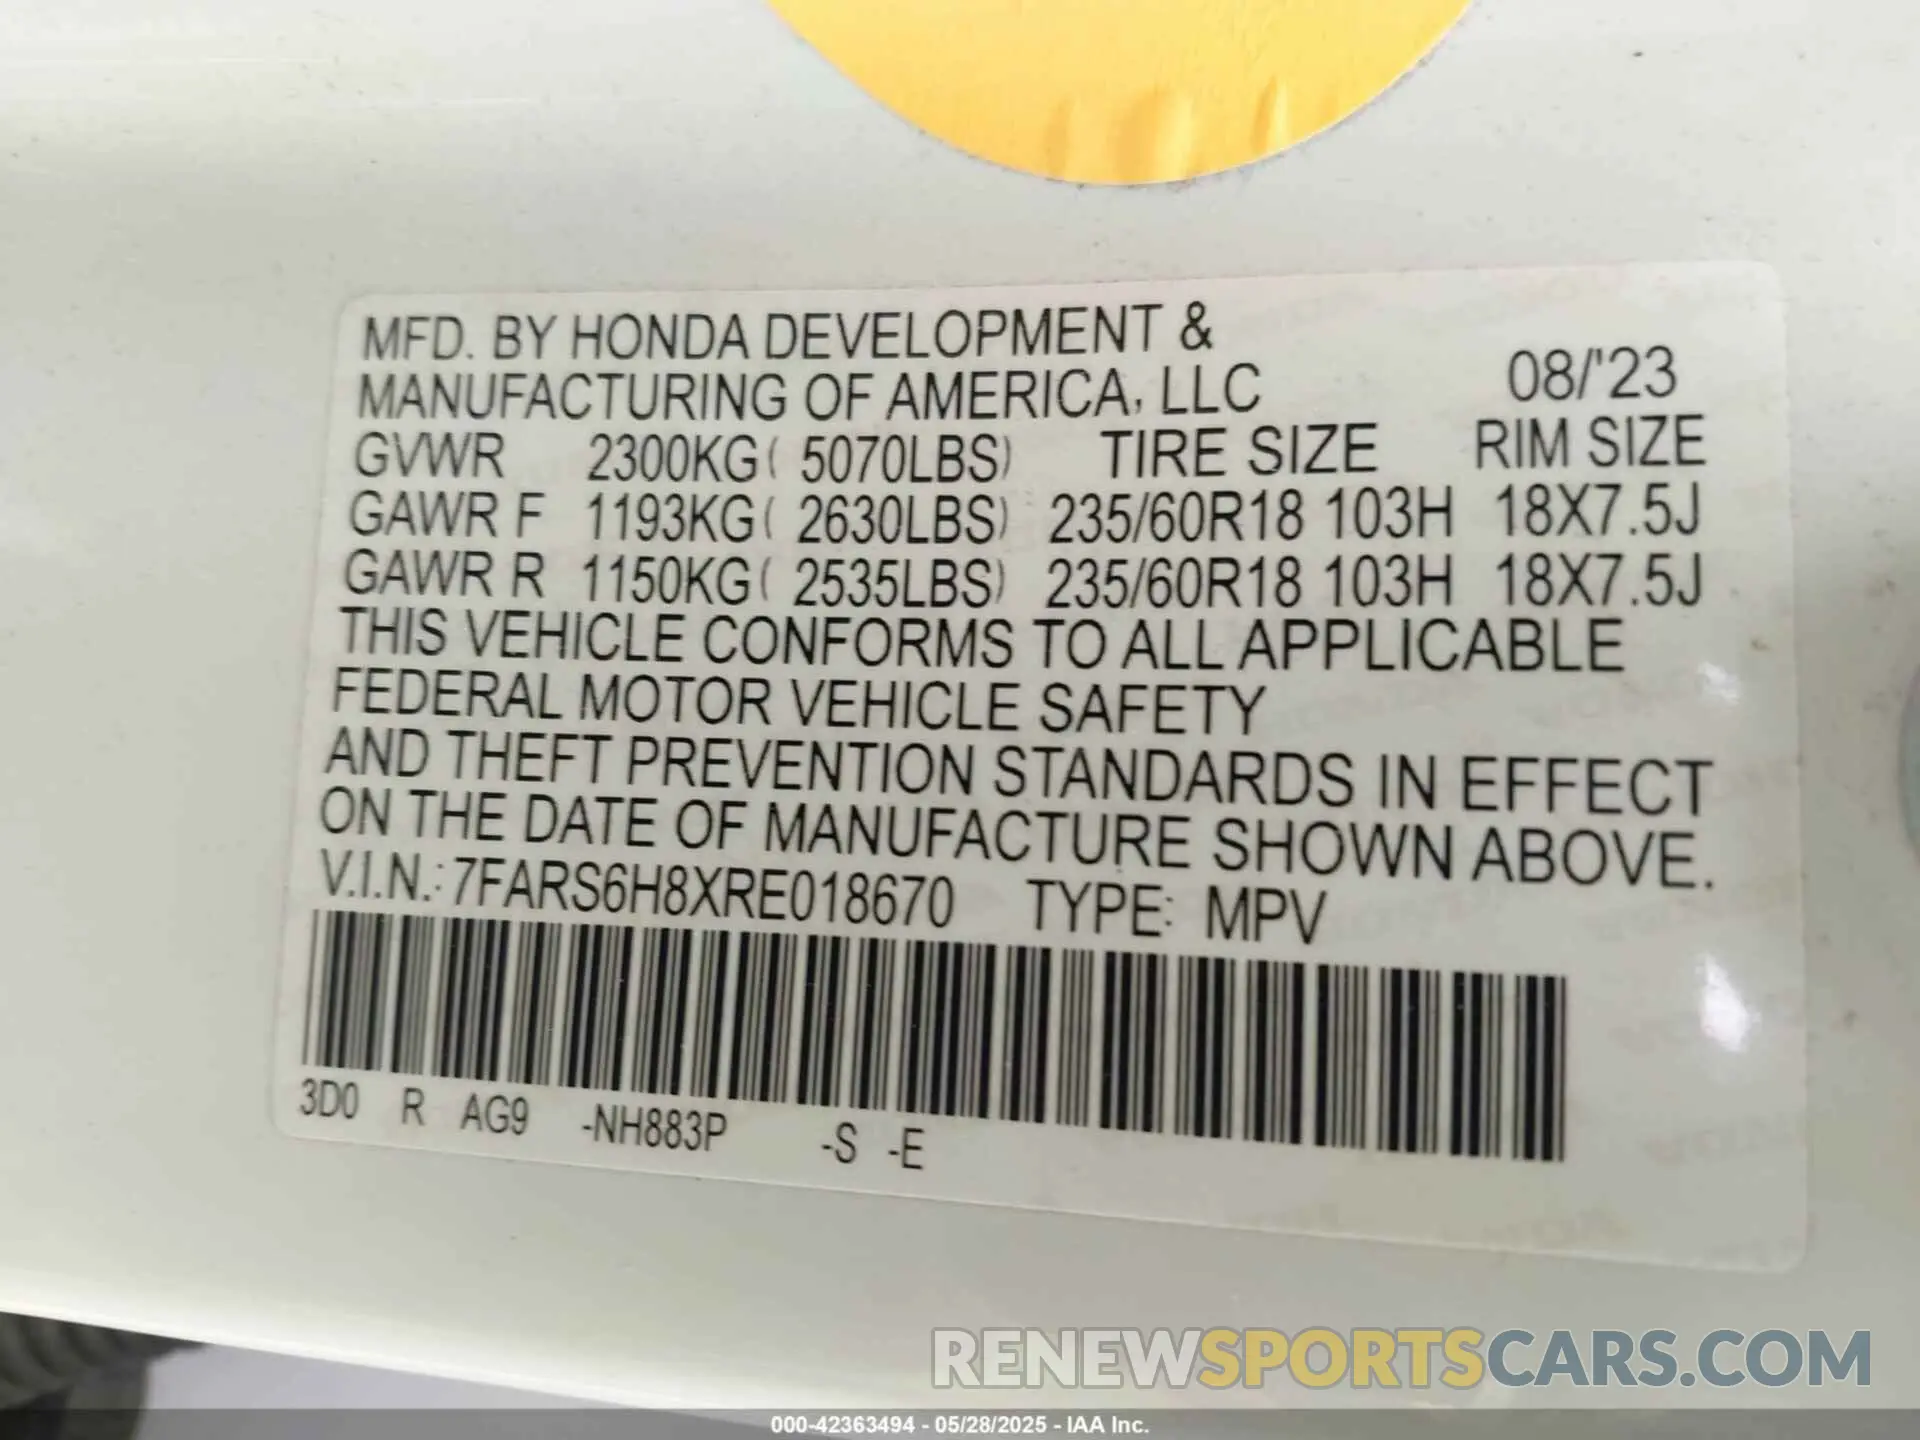 MFD. BY HONDA DEVELOPMENT &
MANUFACTURING OF AMERICA, LLC 08/'23
GVWR 2300KG( 5070LBS) TIRE SIZE RIM SIZE
GAWR F 1193KG( 2630LBS) 235/60R18 103H 18X7.5J
GAWR R 1150KG( 2535LBS) 235/60R18 103H 18X7.5J
THIS VEHICLE CONFORMS TO ALL APPLICABLE
FEDERAL MOTOR VEHICLE SAFETY
AND THEFT PREVENTION STANDARDS IN EFFECT
ON THE DATE OF MANUFACTURE SHOWN ABOVE.
V.I.N.: 7FARS6H8XRE018670 TYPE: MPV
3D0 R AG9 -NH883P -S -E
RENEWSPORTSCARS.COM
000-42363494 - 05/28/2025 - IAA Inc.